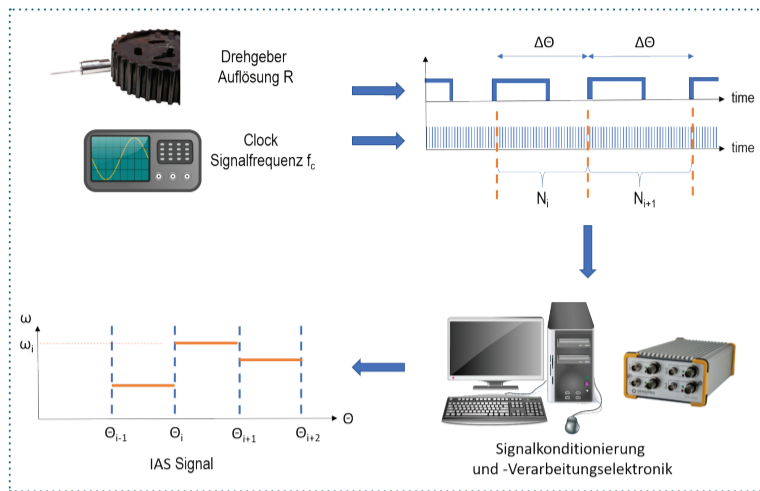 Drehgeber
Auflösung R
ΔΘ ΔΘ
time
Clock
Signalfrequenz fc
time
Ni Ni+1
ω
ωi
Θ
Θi-1 Θi Θi+1 Θi+2
IAS Signal
Signalkonditionierung
und -Verarbeitungselektronik